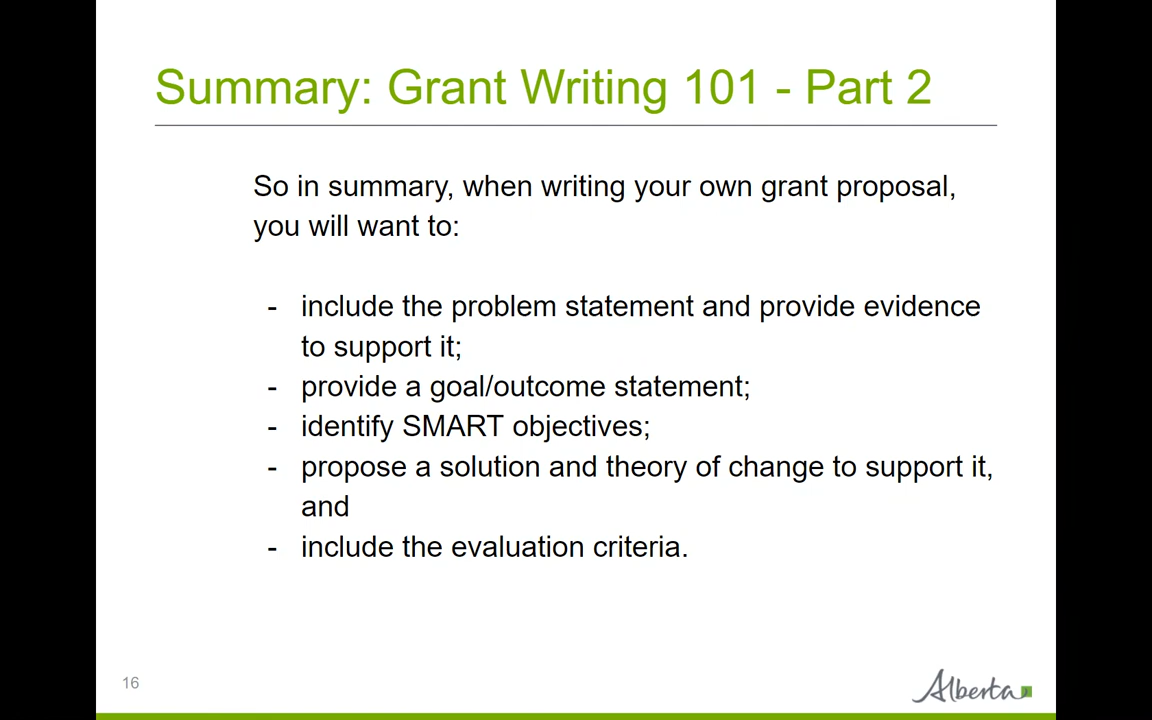 Summary: Grant Writing 101 - Part 2
So in summary, when writing your own grant proposal,
you will want to:
- include the problem statement and provide evidence
to support it;
- provide a goal/outcome statement;
- identify SMART objectives;
- propose a solution and theory of change to support it,
and
- include the evaluation criteria.
16
Alberta